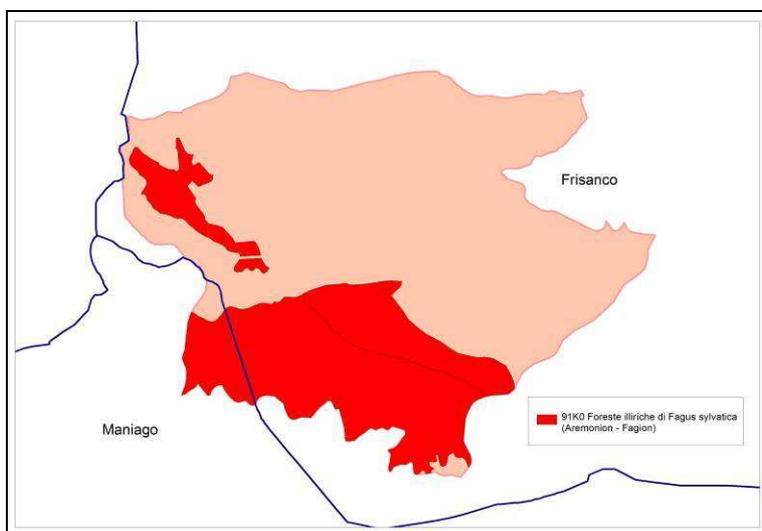 Frisanco
91K0 Foreste illiriche di Fagus sylvatica
(Aremonion - Fagion)
Maniago